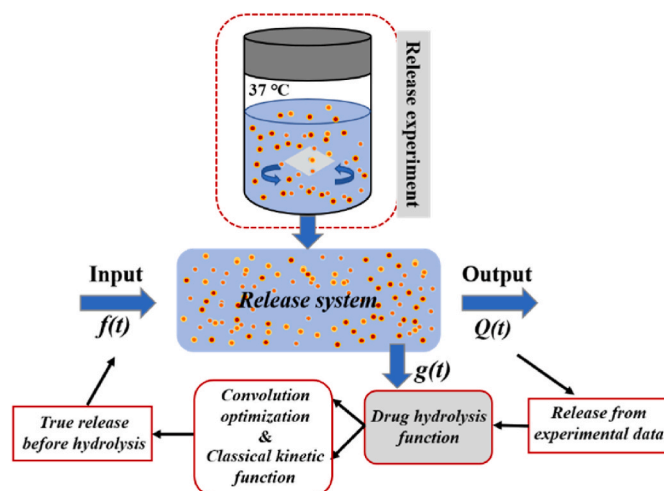 37 °C
Release experiment
Input
f(t)
Release system
Output
Q(t)
g(t)
True release
before hydrolysis
Convolution
optimization
&
Classical kinetic
function
Drug hydrolysis
function
Release from
experimental data